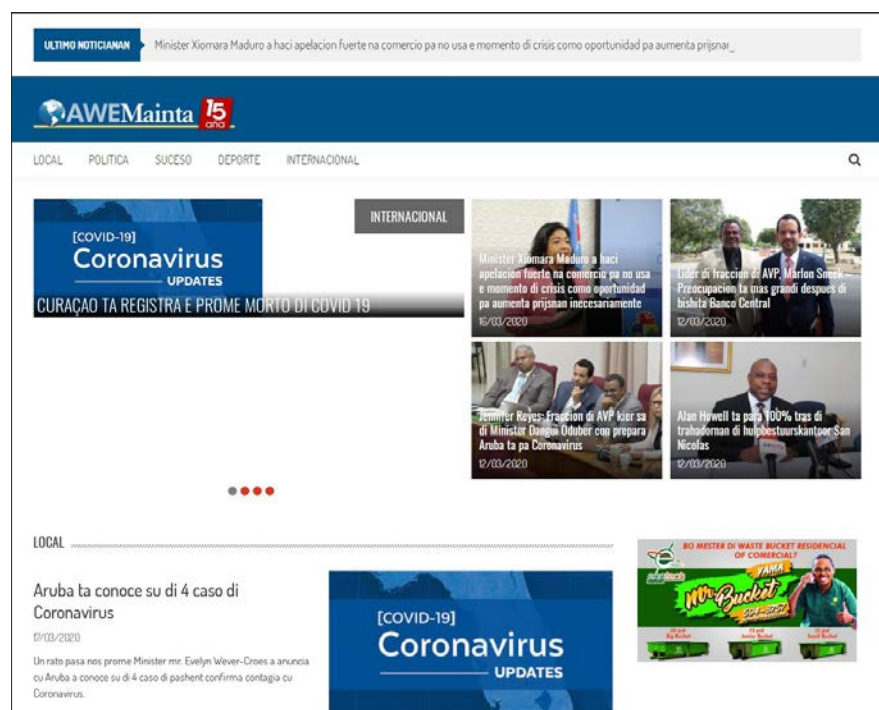 ULTIMO NOTICIANAN
Minister Xiomara Maduro a haci apelacion fuerte na comercio pa no usa e momento di crisis como oportunidad pa aumenta prijsnan_
AWEMainta 15
aña
LOCAL POLITICA SUCESO DEPORTE INTERNACIONAL
[COVID-19]
Coronavirus
UPDATES
INTERNACIONAL
CURAÇAO TA REGISTRA E PROME MORTO DI COVID 19
Minister Xiomara Maduro a haci
apelacion fuerte na comercio pa no usa
e momento di crisis como oportunidad
pa aumenta prijsnan inecesariamente
16/03/2020
Lider di fraccion di AVP, Marlon Sneek –
Preocupacion ta mas grandi despues di
bishita Banco Central
12/03/2020
Jennifer Reyes: Fraccion di AVP kier sa
di Minister Dangui Oduber con prepara
Aruba ta pa Coronavirus
12/03/2020
Alan Howell ta para 100% tras di
trahadornan di hulpbestuurskantoor San
Nicolas
12/03/2020
LOCAL
Aruba ta conoce su di 4 caso di
Coronavirus
17/03/2020
Un rato pasa nos prome Minister mr. Evelyn Wever-Croes a anuncia
cu Aruba a conoce su di 4 caso di pashent confirma contagia cu
Coronavirus.
[COVID-19]
Coronavirus
UPDATES
BO MESTER DI WASTE BUCKET RESIDENCIAL
OF COMERCIAL?
YAMA
Mr. Bucket